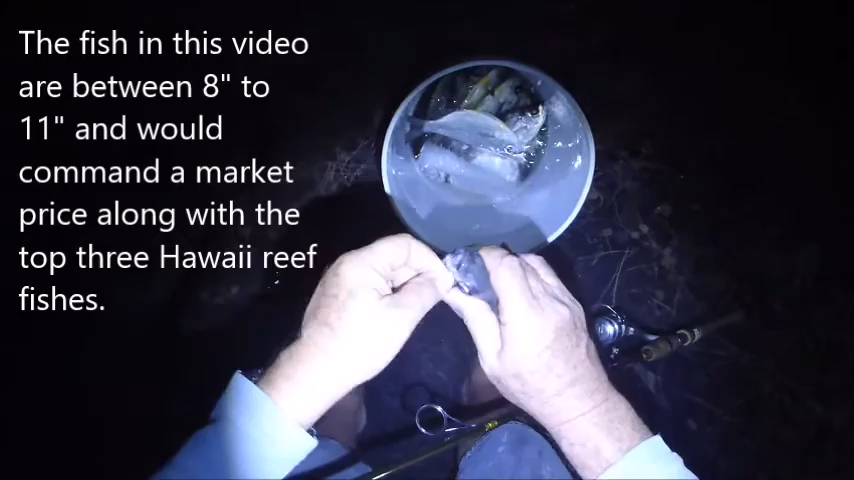 The fish in this video
are between 8" to
11" and would
command a market
price along with the
top three Hawaii reef
fishes.